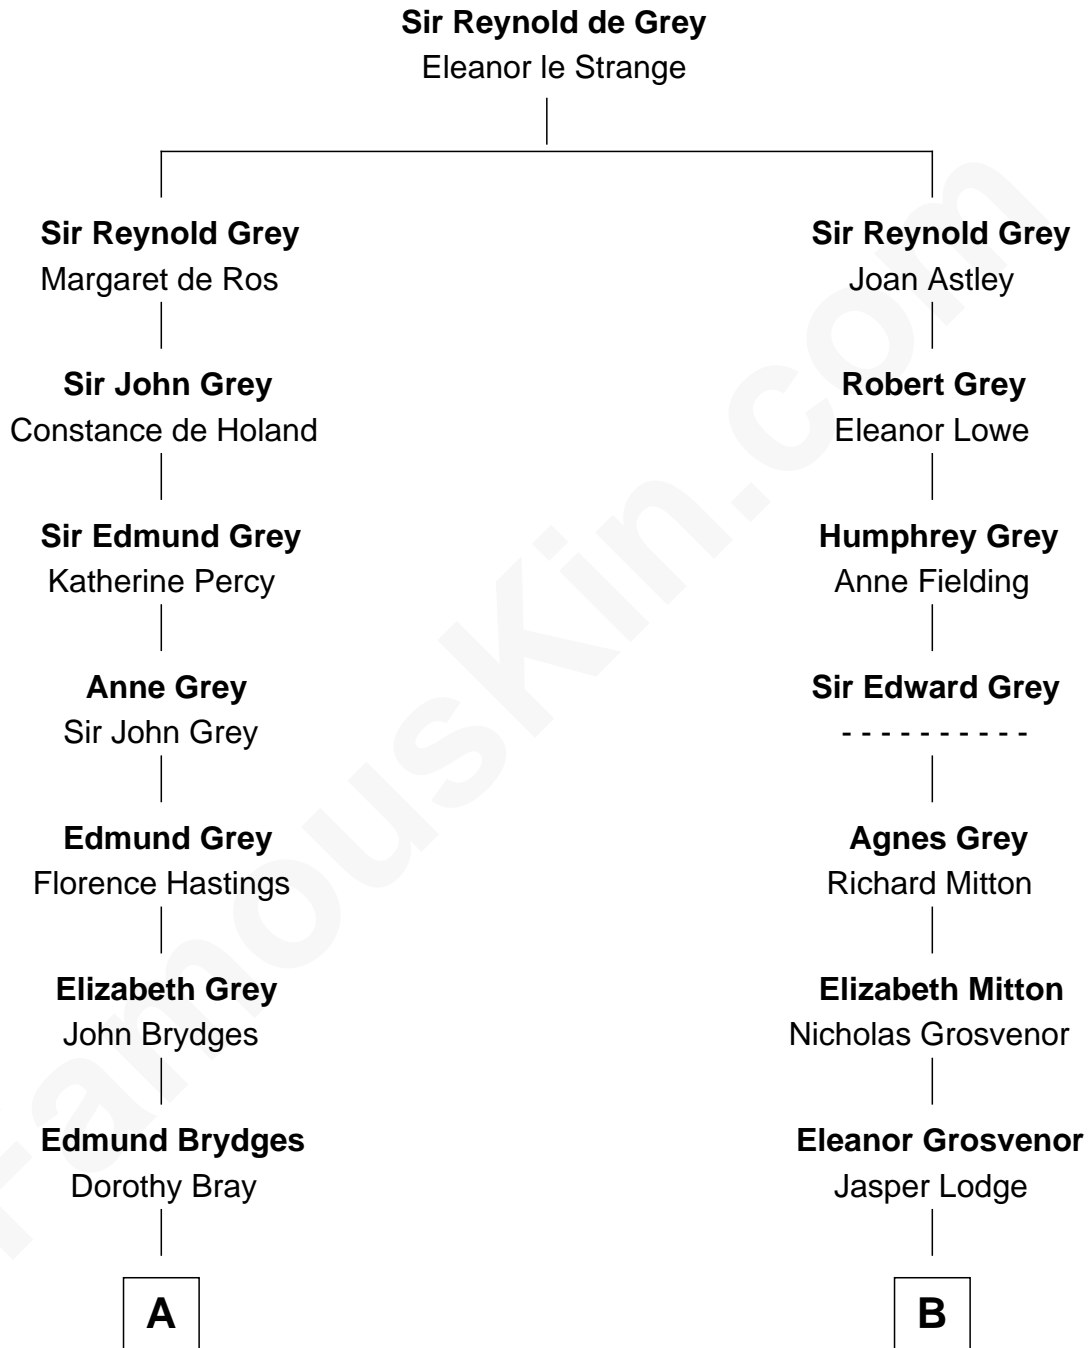 Sir Reynold de Grey
Eleanor le Strange
Sir Reynold Grey
Margaret de Ros
Sir John Grey
Constance de Holand
Sir Edmund Grey
Katherine Percy
Anne Grey
Sir John Grey
Edmund Grey
Florence Hastings
Elizabeth Grey
John Brydges
Edmund Brydges
Dorothy Bray
A
Sir Reynold Grey
Joan Astley
Robert Grey
Eleanor Lowe
Humphrey Grey
Anne Fielding
Sir Edward Grey
- - - - - - - - - -
Agnes Grey
Richard Mitton
Elizabeth Mitton
Nicholas Grosvenor
Eleanor Grosvenor
Jasper Lodge
B
FamousKin.com